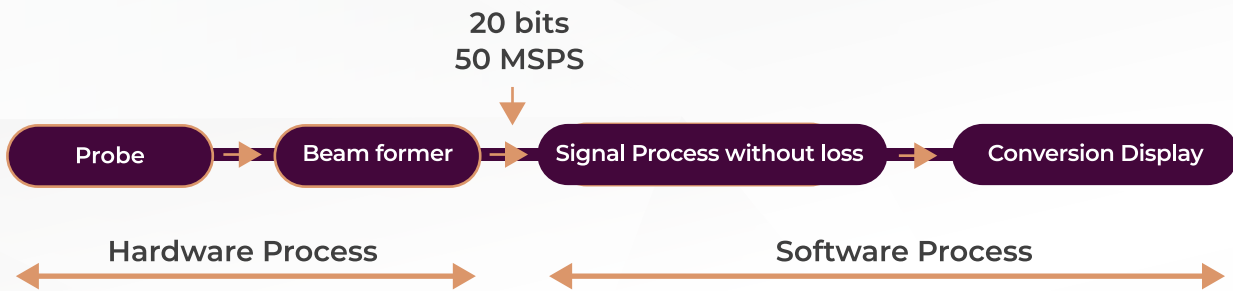 20 bits
50 MSPS
Probe
Beam former
Signal Process without loss
Conversion Display
Hardware Process
Software Process